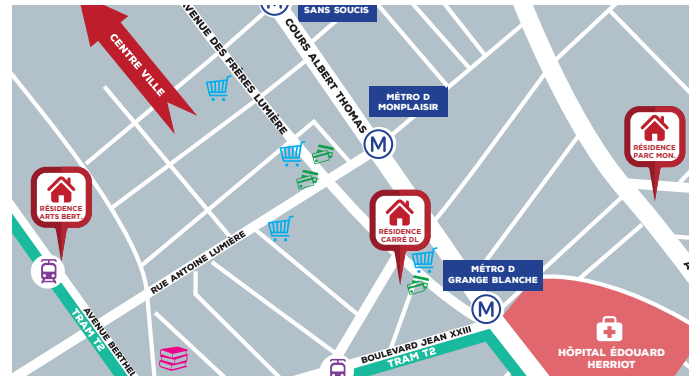 SANS SOUCIS
CENTRE VILLE
AVENUE DES FRÈRES LUMIÈRE
COURS ALBERT THOMAS
MÉTRO D
MONPLAISIR
M
RÉSIDENCE
PARC MON.
RÉSIDENCE
ARTS BERT.
RÉSIDENCE
CARRÉ DL
RUE ANTOINE LUMIÈRE
MÉTRO D
GRANGE BLANCHE
M
AVENUE BERTHEL
TRAM T2
BOULEVARD JEAN XXIII
TRAM T2
HÔPITAL ÉDOUARD
HERRIOT